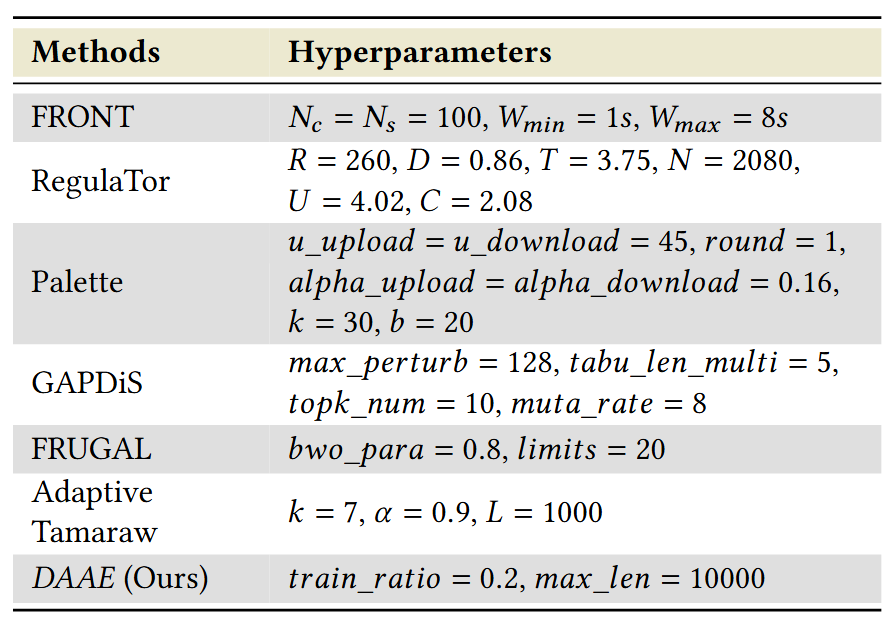 Methods Hyperparameters
FRONT N_c = N_s = 100, W_min = 1s, W_max = 8s
RegulaTor R = 260, D = 0.86, T = 3.75, N = 2080,
U = 4.02, C = 2.08
Palette u_upload = u_download = 45, round = 1,
alpha_upload = alpha_download = 0.16,
k = 30, b = 20
GAPDiS max_perturb = 128, tabu_len_multi = 5,
topk_num = 10, muta_rate = 8
FRUGAL bwo_para = 0.8, limits = 20
Adaptive
Tamaraw k = 7, α = 0.9, L = 1000
DAAE (Ours) train_ratio = 0.2, max_len = 10000